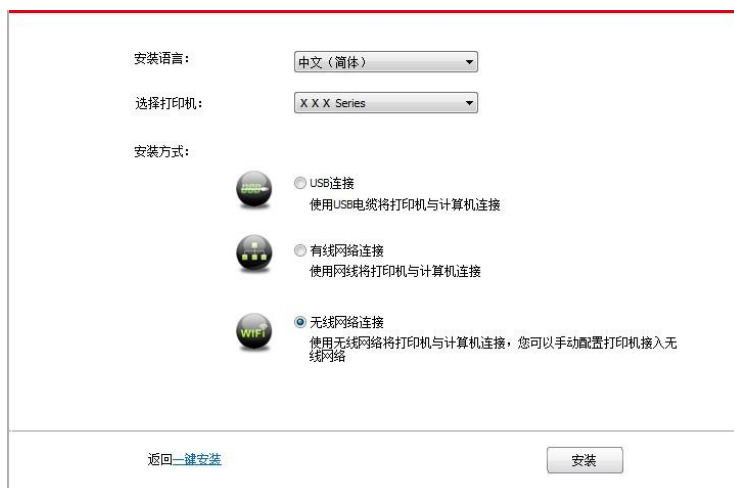 安装语言： 中文（简体）
选择打印机： X X X Series
安装方式：
USB连接
使用USB电缆将打印机与计算机连接
有线网络连接
使用网线将打印机与计算机连接
WiFi
无线网络连接
使用无线网络将打印机与计算机连接，您可以手动配置打印机接入无
线网络
返回一键安装 安装